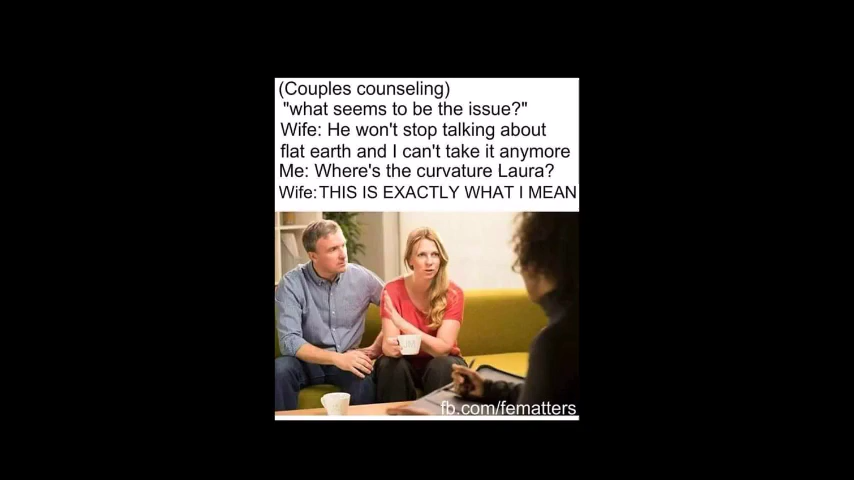 (Couples counseling)
"what seems to be the issue?"
Wife: He won't stop talking about
flat earth and I can't take it anymore
Me: Where's the curvature Laura?
Wife:THIS IS EXACTLY WHAT I MEAN
fb.com/fematters